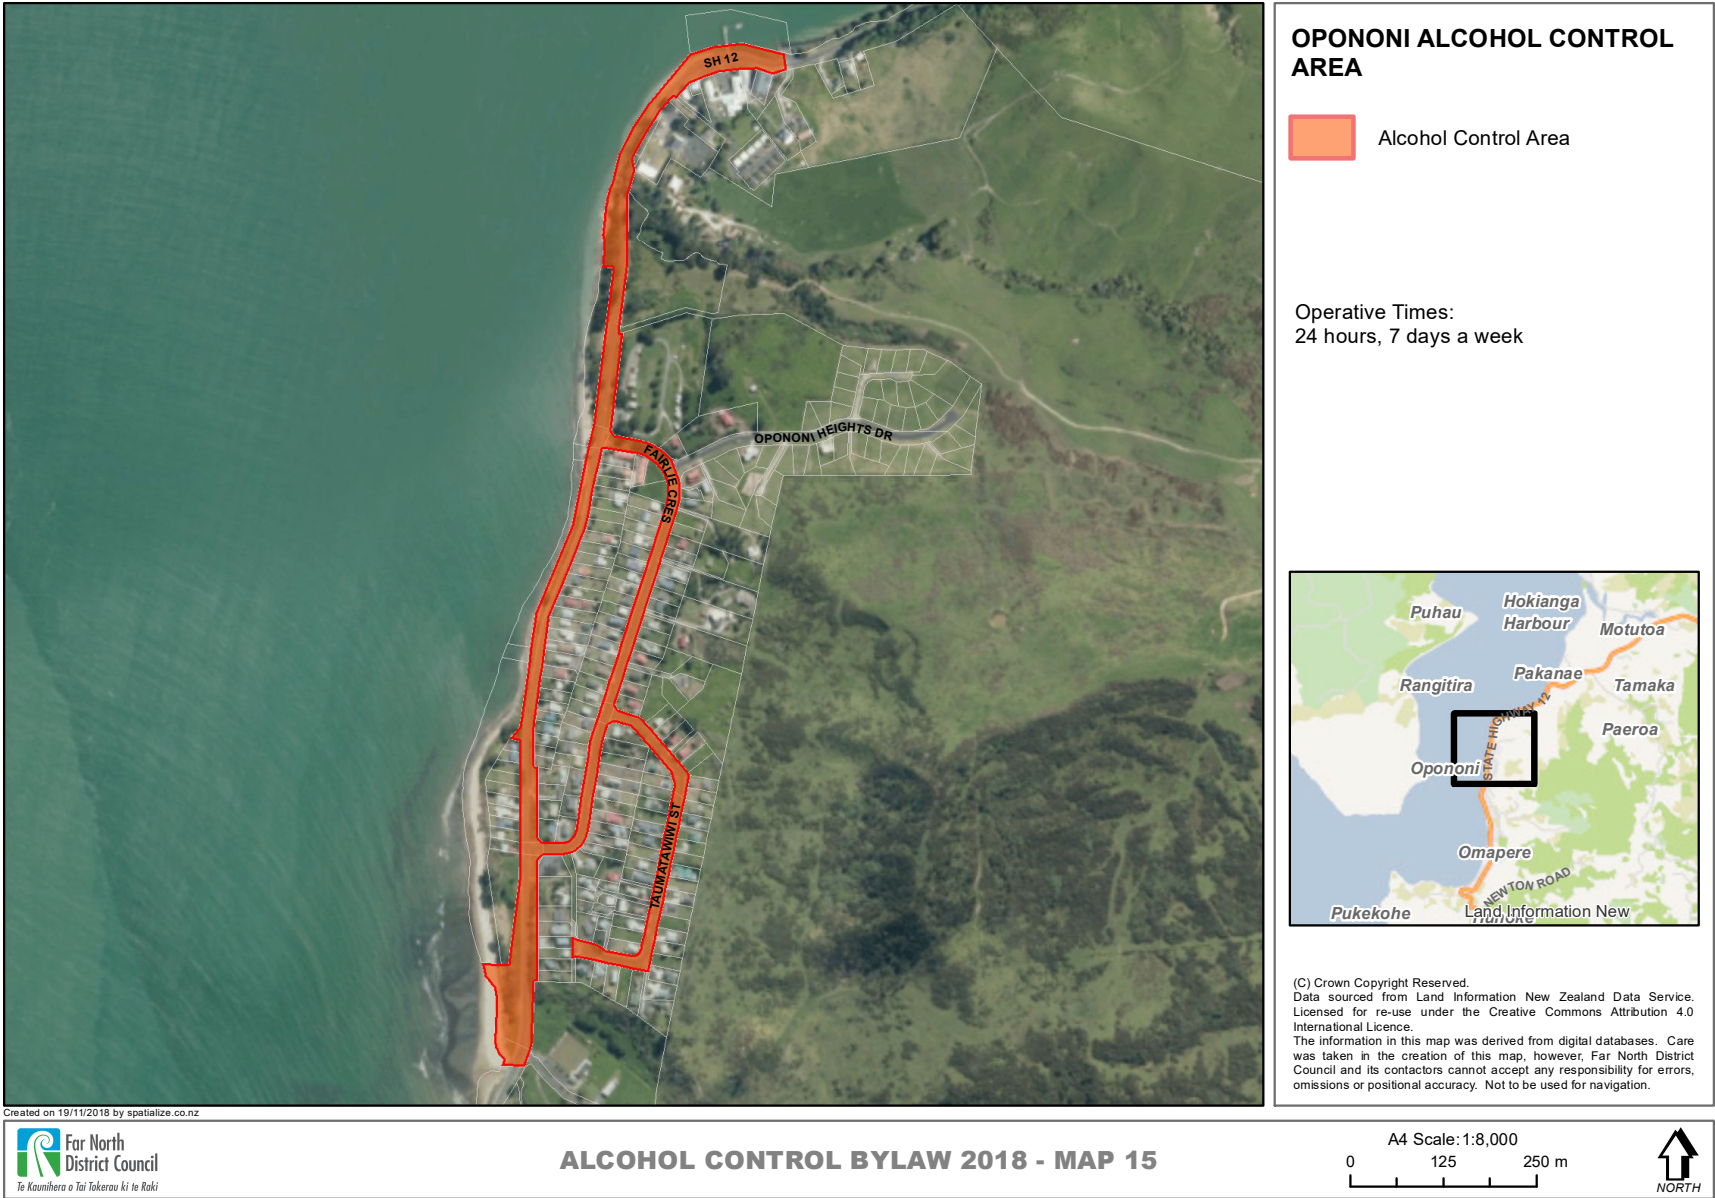 SH 12
OPONONI HEIGHTS DR
FAIRLIE CRES
TAUMATAWIWI ST
Created on 19/11/2018 by spatialize.co.nz
OPONONI ALCOHOL CONTROL
AREA
Alcohol Control Area
Operative Times:
24 hours, 7 days a week
Puhau
Hokianga
Harbour
Motutoa
Pakanae
Rangitira
Tamaka
STATE HIGHWAY 12
Paeroa
Opononi
Omapere
NEWTON ROAD
Pukekohe
Land Information New
(C) Crown Copyright Reserved.
Data sourced from Land Information New Zealand Data Service.
Licensed for re-use under the Creative Commons Attribution 4.0
International Licence.
The information in this map was derived from digital databases. Care
was taken in the creation of this map, however, Far North District
Council and its contactors cannot accept any responsibility for errors,
omissions or positional accuracy. Not to be used for navigation.
Far North
District Council
Te Kaunihera o Tai Tokerau ki te Raki
ALCOHOL CONTROL BYLAW 2018 - MAP 15
A4 Scale: 1:8,000
0 125 250 m
NORTH